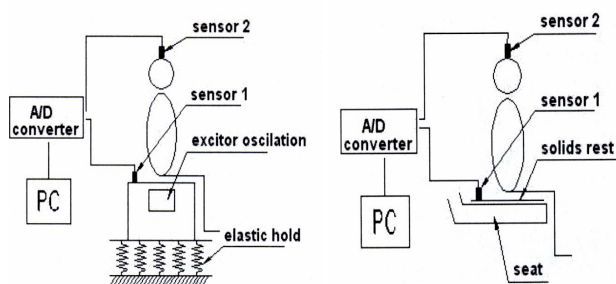 sensor 2
sensor 1
A/D
converter
excitor oscilation
PC
elastic hold
sensor 2
sensor 1
A/D
converter
solids rest
PC
seat